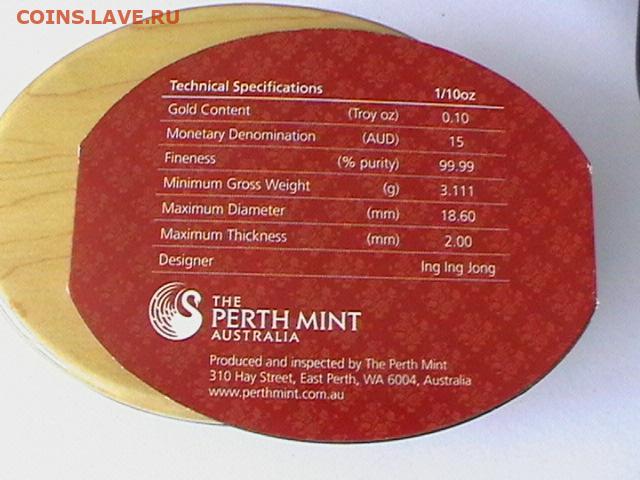 COINS.LAVE.RU
Technical Specifications 1/10oz
Gold Content (Troy oz) 0.10
Monetary Denomination (AUD) 15
Fineness (% purity) 99.99
Minimum Gross Weight (g) 3.111
Maximum Diameter (mm) 18.60
Maximum Thickness (mm) 2.00
Designer Ing Ing Jong
THE
PERTH MINT
AUSTRALIA
Produced and inspected by The Perth Mint
310 Hay Street, East Perth, WA 6004, Australia
www.perthmint.com.au